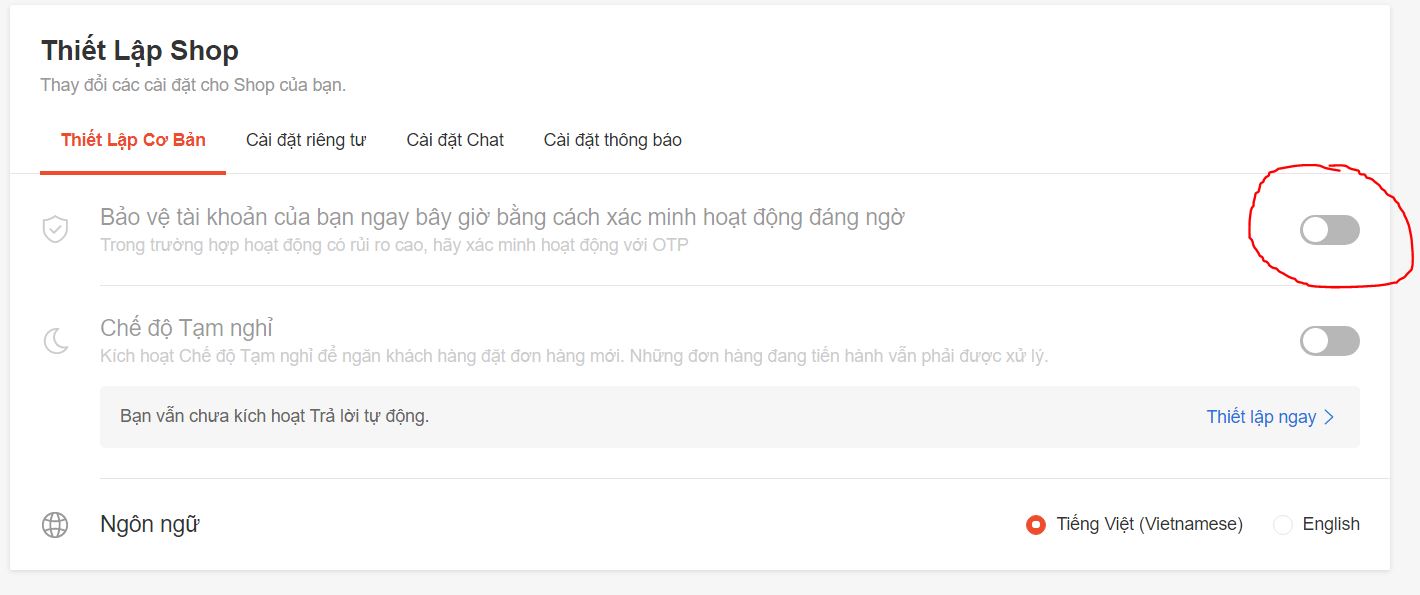 Thiết Lập Shop
Thay đổi các cài đặt cho Shop của bạn.
Thiết Lập Cơ Bản Cài đặt riêng tư Cài đặt Chat Cài đặt thông báo
Bảo vệ tài khoản của bạn ngay bây giờ bằng cách xác minh hoạt động đáng ngờ
Trong trường hợp hoạt động có rủi ro cao, hãy xác minh hoạt động với OTP
Chế độ Tạm nghỉ
Kích hoạt Chế độ Tạm nghỉ để ngăn khách hàng đặt đơn hàng mới. Những đơn hàng đang tiến hành vẫn phải được xử lý.
Bạn vẫn chưa kích hoạt Trả lời tự động. Thiết lập ngay
Ngôn ngữ Tiếng Việt (Vietnamese) English